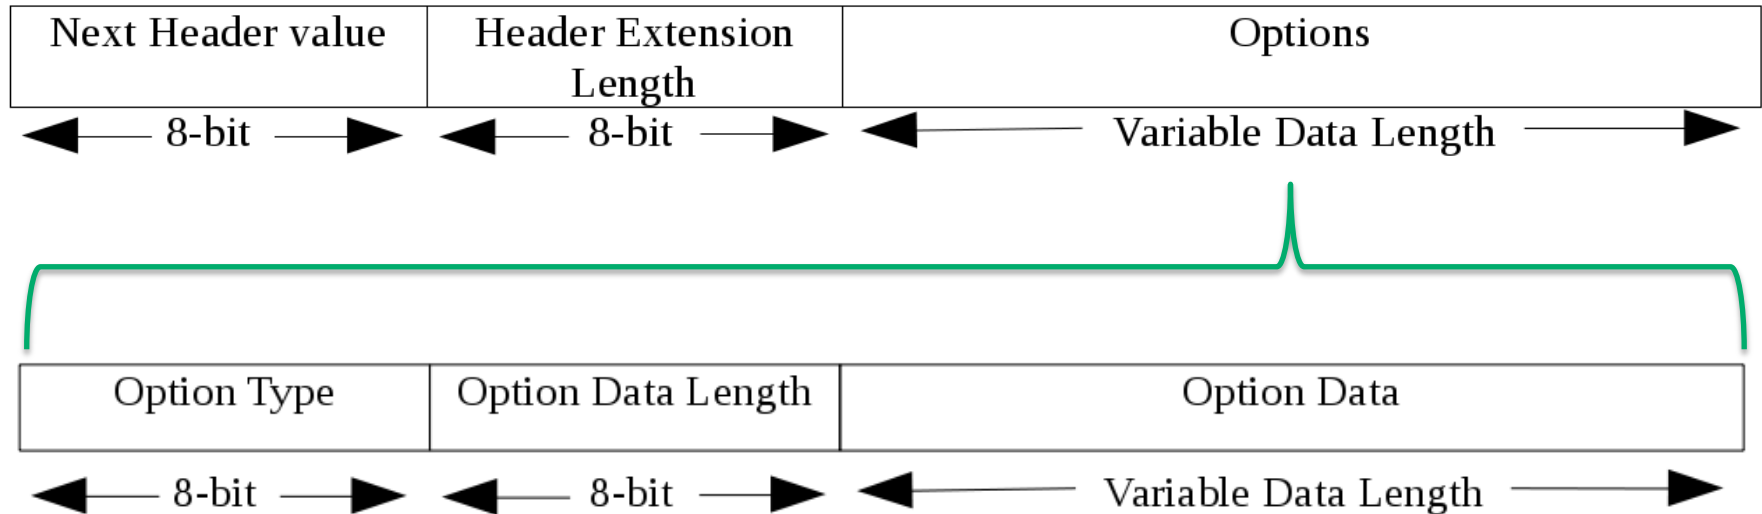 Next Header value
Header Extension
Length
Options
8-bit
8-bit
Variable Data Length
Option Type
Option Data Length
Option Data
8-bit
8-bit
Variable Data Length